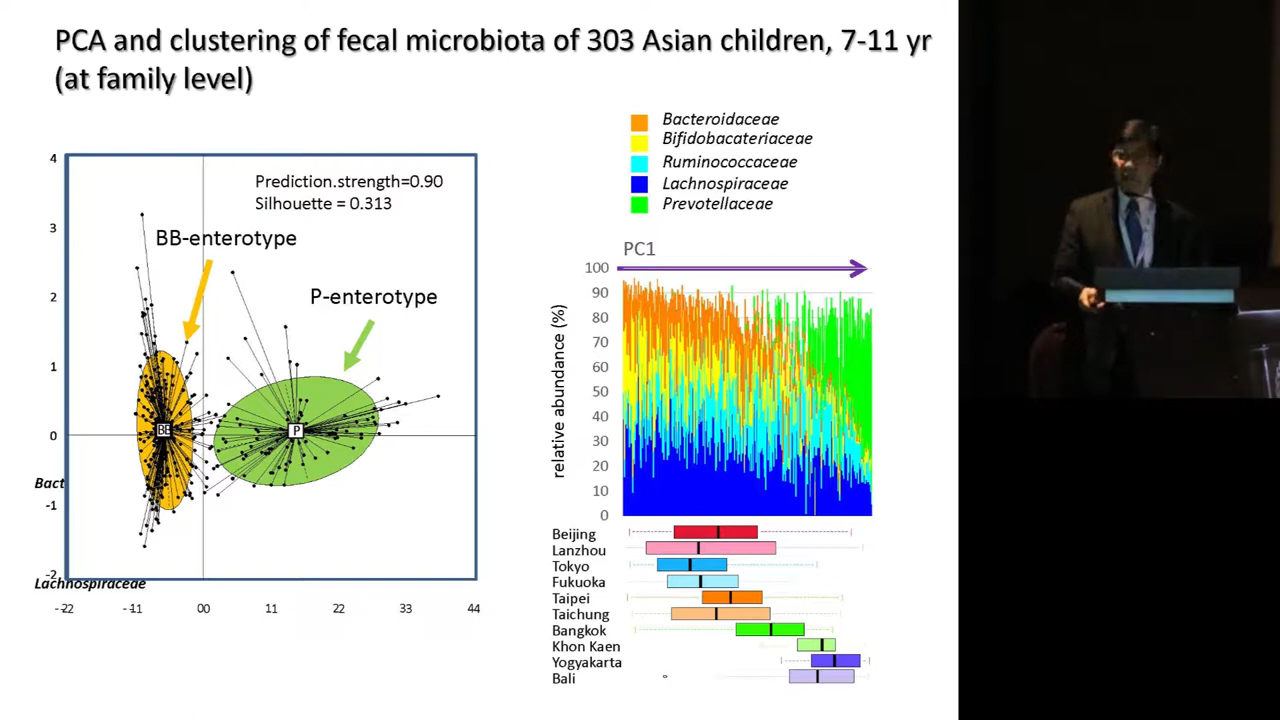 PCA and clustering of fecal microbiota of 303 Asian children, 7-11 yr
(at family level)
Bacteroidaceae
Bifidobacateriaceae
Ruminococcaceae
Lachnospiraceae
Prevotellaceae
4
3
2
1
0
-1
-2
Prediction.strength=0.90
Silhouette = 0.313
BB-enterotype
P-enterotype
BB
P
Bact
Lachnospiraceae
-22
-11
00
11
22
33
44
PC1
relative abundance (%)
100
90
80
70
60
50
40
30
20
10
0
Beijing
Lanzhou
Tokyo
Fukuoka
Taipei
Taichung
Bangkok
Khon Kaen
Yogyakarta
Bali